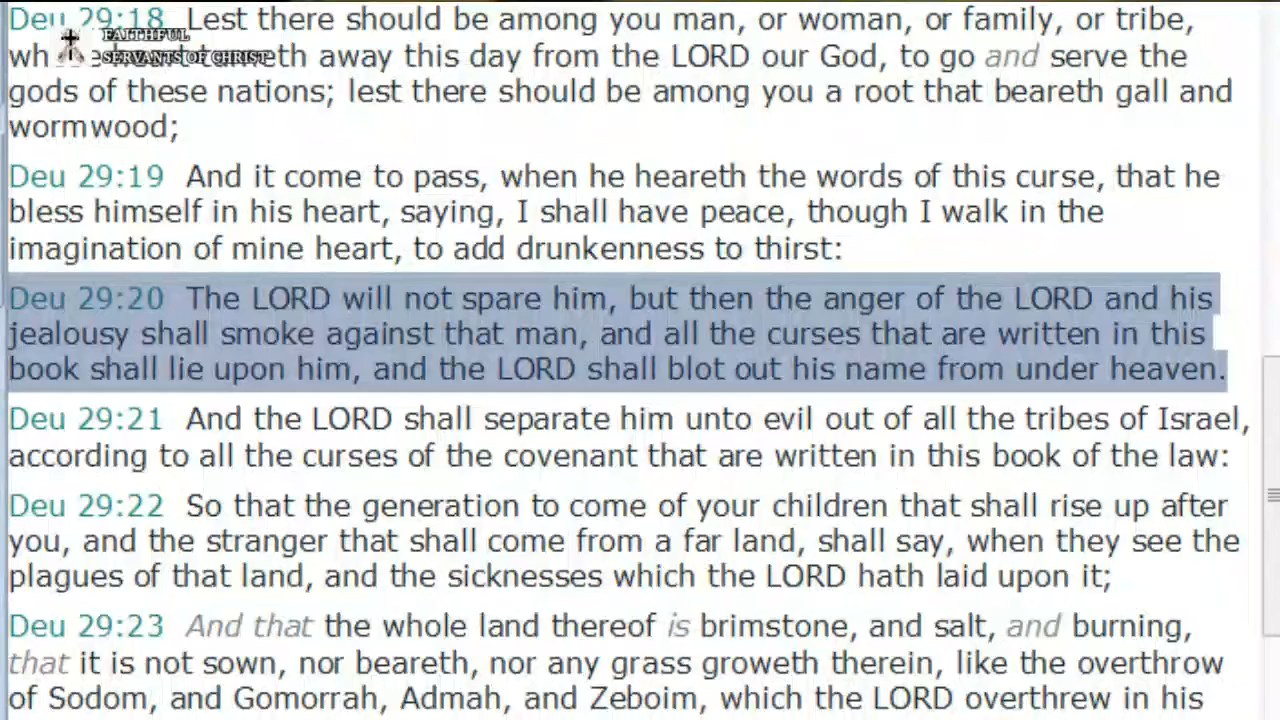 Deu 29:18 Lest there should be among you man, or woman, or family, or tribe,
FAITHFUL
SERVANTS OF CHRIST
away this day from the LORD our God, to go and serve the
gods of these nations; lest there should be among you a root that beareth gall and
wormwood;
Deu 29:19 And it come to pass, when he heareth the words of this curse, that he
bless himself in his heart, saying, I shall have peace, though I walk in the
imagination of mine heart, to add drunkenness to thirst:
Deu 29:20 The LORD will not spare him, but then the anger of the LORD and his
jealousy shall smoke against that man, and all the curses that are written in this
book shall lie upon him, and the LORD shall blot out his name from under heaven.
Deu 29:21 And the LORD shall separate him unto evil out of all the tribes of Israel,
according to all the curses of the covenant that are written in this book of the law:
Deu 29:22 So that the generation to come of your children that shall rise up after
you, and the stranger that shall come from a far land, shall say, when they see the
plagues of that land, and the sicknesses which the LORD hath laid upon it;
Deu 29:23 And that the whole land thereof is brimstone, and salt, and burning,
that it is not sown, nor beareth, nor any grass groweth therein, like the overthrow
of Sodom, and Gomorrah, Admah, and Zeboim, which the LORD overthrew in his